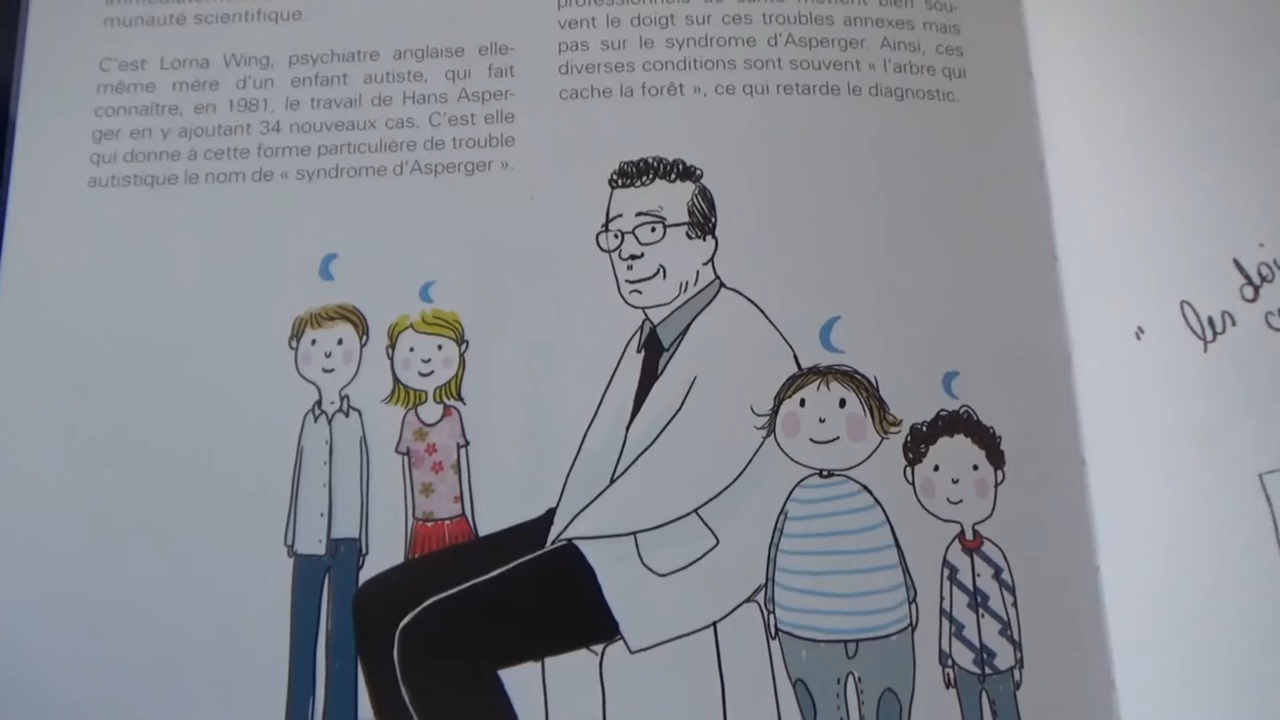 munauté scientifique.
C'est Lorna Wing, psychiatre anglaise elle-
même mère d'un enfant autiste, qui fait
connaître, en 1981, le travail de Hans Asper-
ger en y ajoutant 34 nouveaux cas. C'est elle
qui donne à cette forme particulière de trouble
autistique le nom de « syndrome d'Asperger ».
bien sou-
vent le doigt sur ces troubles annexes mais
pas sur le syndrome d'Asperger. Ainsi, ces
diverses conditions sont souvent « l'arbre qui
cache la forêt », ce qui retarde le diagnostic.
" les doi